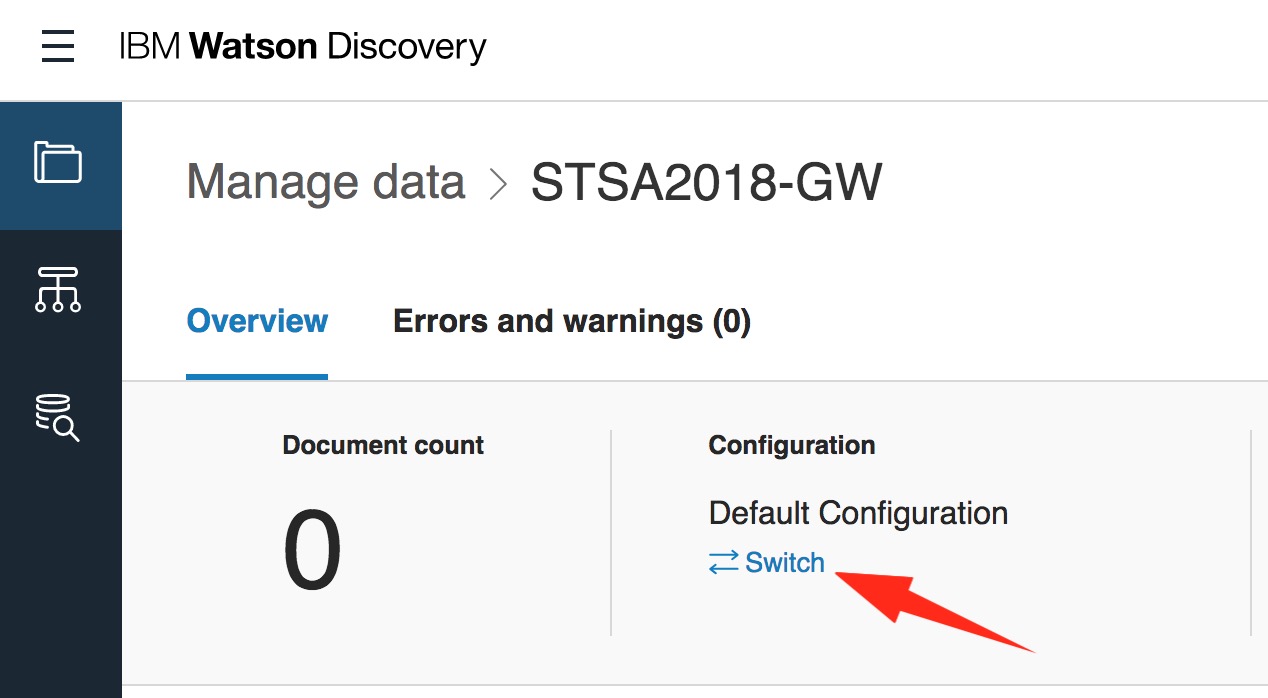 IBM Watson Discovery
Manage data > STSA2018-GW
Overview
Errors and warnings (0)
Document count
0
Configuration
Default Configuration
Switch